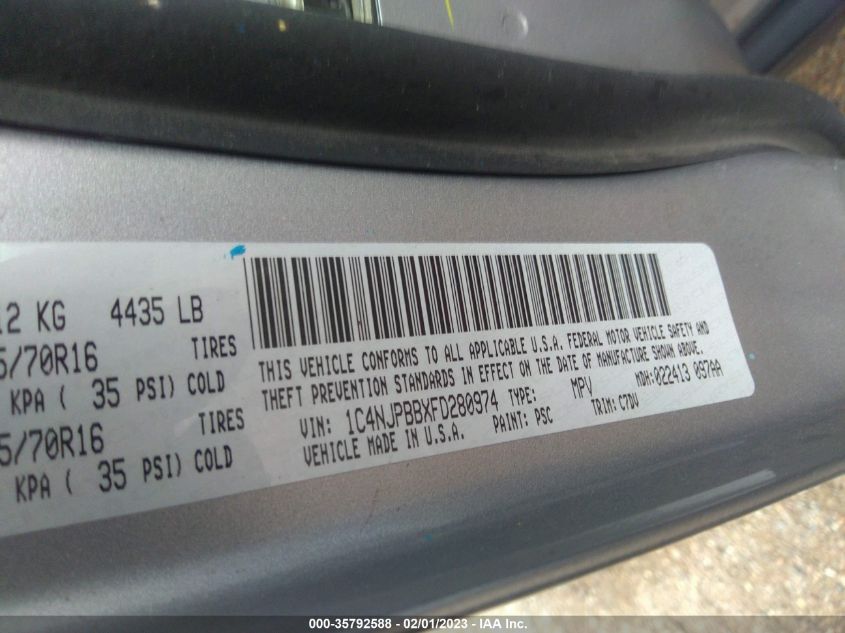 12 KG 4435 LB
5/70R16 TIRES
KPA ( 35 PSI) COLD
5/70R16 TIRES
KPA ( 35 PSI) COLD
THIS VEHICLE CONFORMS TO ALL APPLICABLE U.S.A. FEDERAL MOTOR VEHICLE SAFETY AND
THEFT PREVENTION STANDARDS IN EFFECT ON THE DATE OF MANUFACTURE SHOWN ABOVE.
VIN: 1C4NJPBBXFD280974 TYPE: MPV MDH:022413 097AA
VEHICLE MADE IN U.S.A. PAINT: PSC TRIM: C7DV
000-35792588 - 02/01/2023 - IAA Inc.